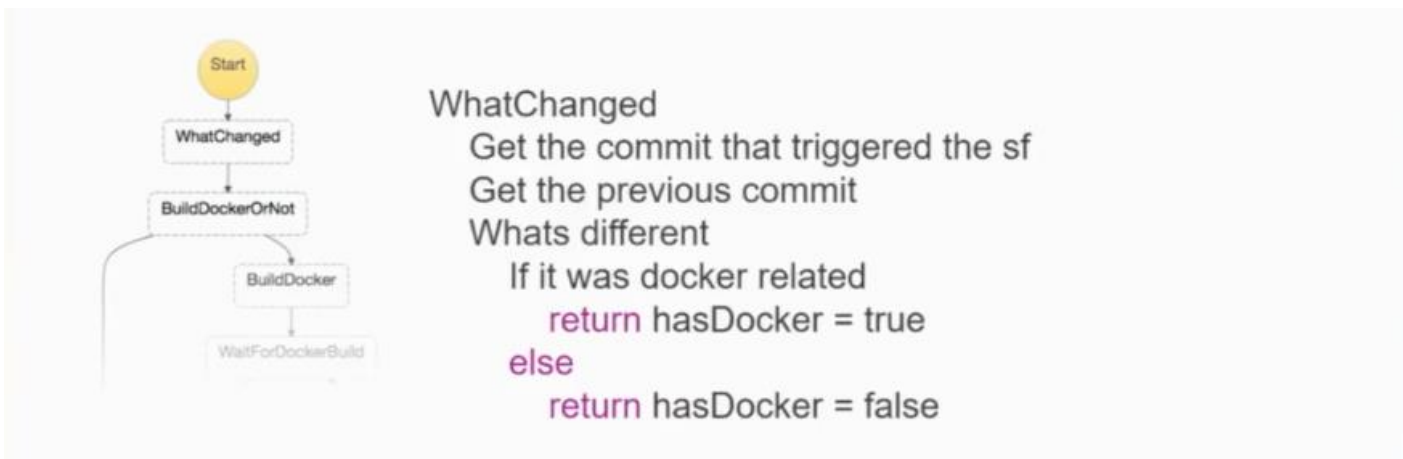 Start
WhatChanged
BuildDockerOrNot
BuildDocker
WaitForDockerBuild
WhatChanged
Get the commit that triggered the sf
Get the previous commit
Whats different
If it was docker related
return hasDocker = true
else
return hasDocker = false